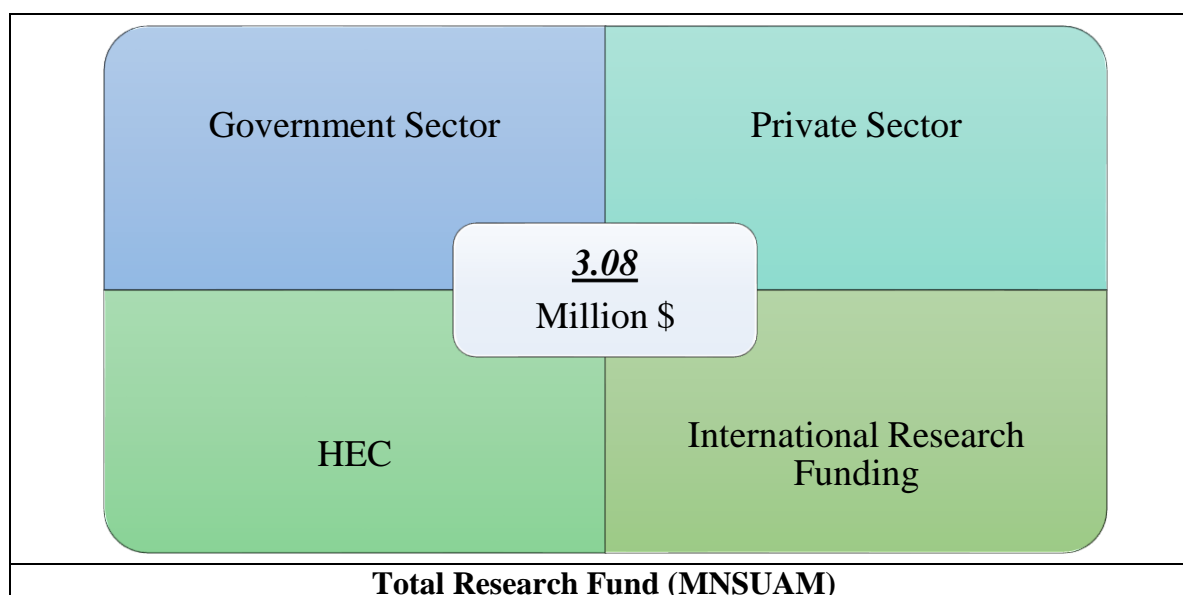 Government Sector
Private Sector
3.08
Million $
HEC
International Research
Funding
Total Research Fund (MNSUAM)